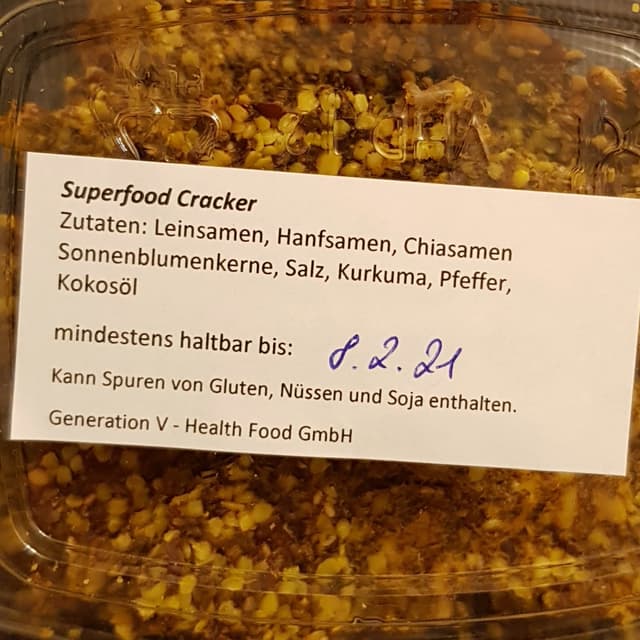 Superfood Cracker
Zutaten: Leinsamen, Hanfsamen, Chiasamen
Sonnenblumenkerne, Salz, Kurkuma, Pfeffer,
Kokosöl
mindestens haltbar bis: 8.2.21
Kann Spuren von Gluten, Nüssen und Soja enthalten.
Generation V - Health Food GmbH